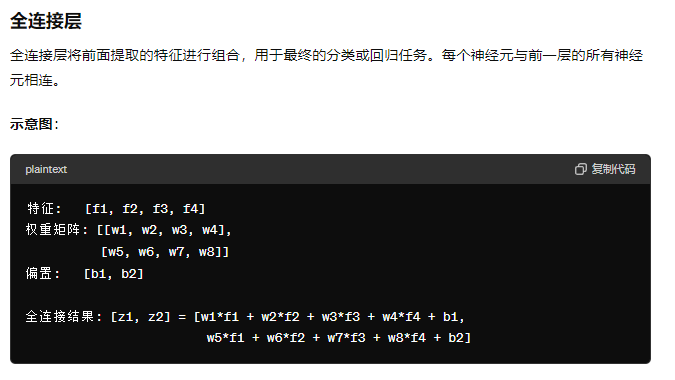 全连接层
全连接层将前面提取的特征进行组合，用于最终的分类或回归任务。每个神经元与前一层的所有神经
元相连。
示意图：
plaintext 复制代码
特征： [f1, f2, f3, f4]
权重矩阵： [[w1, w2, w3, w4],
[w5, w6, w7, w8]]
偏置： [b1, b2]
全连接结果： [z1, z2] = [w1*f1 + w2*f2 + w3*f3 + w4*f4 + b1,
w5*f1 + w6*f2 + w7*f3 + w8*f4 + b2]